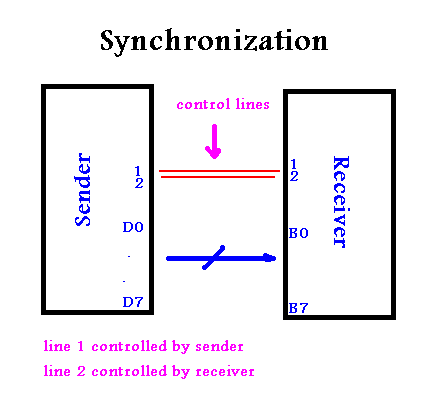 Synchronization
control lines
Sender
1
2
D0
.
.
D7
1
2
Receiver
B0
B7
line 1 controlled by sender
line 2 controlled by receiver